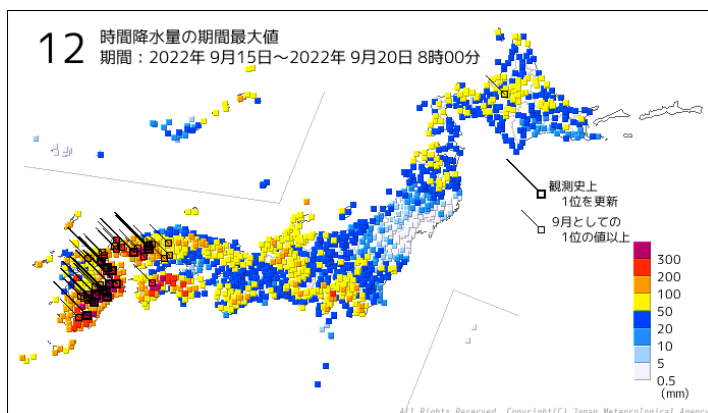 12 時間降水量の期間最大値
期間：2022年 9月15日～2022年 9月20日 8時00分
観測史上
1位を更新
9月としての
1位の値以上
300
200
100
50
20
10
5
0.5
(mm)
All Rights Reserved. Copyright(C) Japan Meteorological Agency